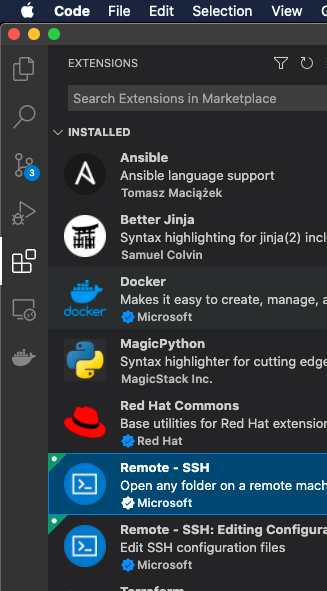 Code File Edit Selection View
EXTENSIONS
Search Extensions in Marketplace
INSTALLED
Ansible
Ansible language support
Tomasz Maciążek
Better Jinja
Syntax highlighting for jinja(2) incl
Samuel Colvin
3
Docker
Makes it easy to create, manage, a
Microsoft
docker
MagicPython
Syntax highlighter for cutting edge
MagicStack Inc.
Red Hat Commons
Base utilities for Red Hat extension
Red Hat
Remote - SSH
Open any folder on a remote mach
Microsoft
Remote - SSH: Editing Configura
Edit SSH configuration files
Microsoft